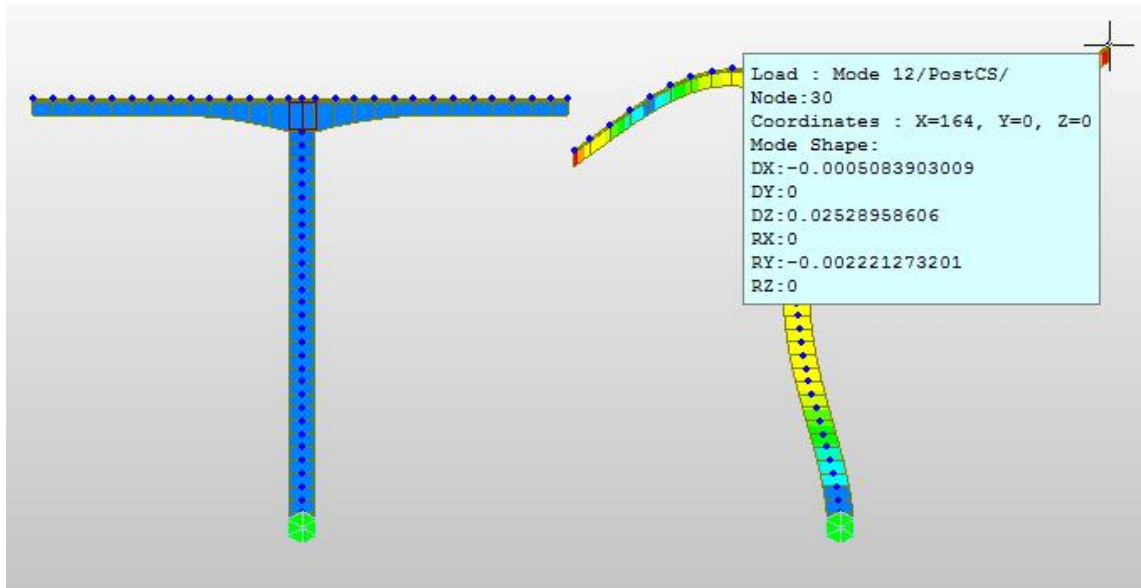 Load : Mode 12/PostCS/
Node:30
Coordinates : X=164, Y=0, Z=0
Mode Shape:
DX:-0.0005083903009
DY:0
DZ:0.02528958606
RX:0
RY:-0.002221273201
RZ:0